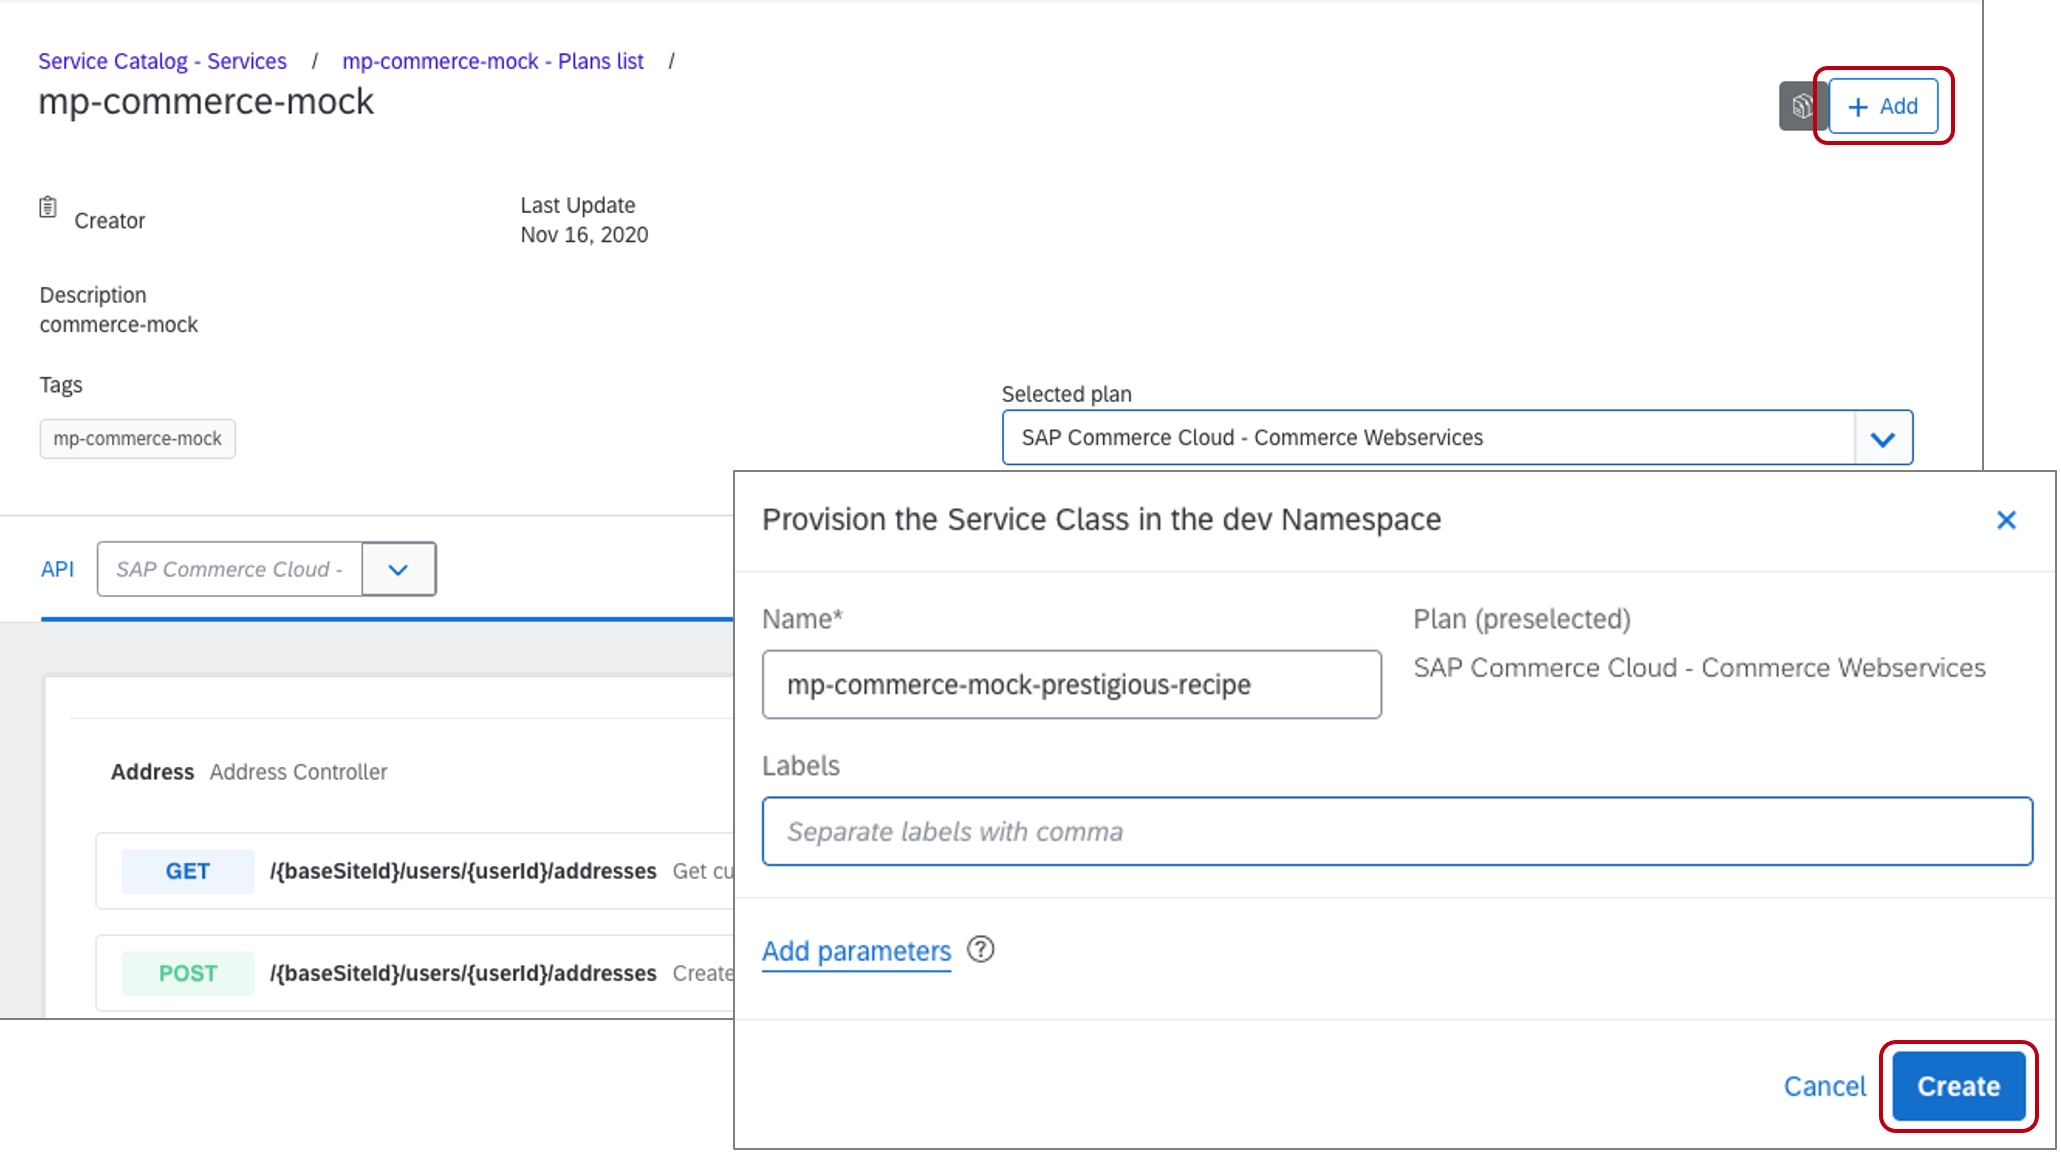 Service Catalog - Services / mp-commerce-mock - Plans list /
mp-commerce-mock
+ Add
Creator
Last Update
Nov 16, 2020
Description
commerce-mock
Tags
mp-commerce-mock
Selected plan
SAP Commerce Cloud - Commerce Webservices
API
SAP Commerce Cloud -
Address Address Controller
GET /{baseSiteId}/users/{userId}/addresses Get cu
POST /{baseSiteId}/users/{userId}/addresses Create
Provision the Service Class in the dev Namespace
Name*
mp-commerce-mock-prestigious-recipe
Plan (preselected)
SAP Commerce Cloud - Commerce Webservices
Labels
Separate labels with comma
Add parameters ?
Cancel
Create